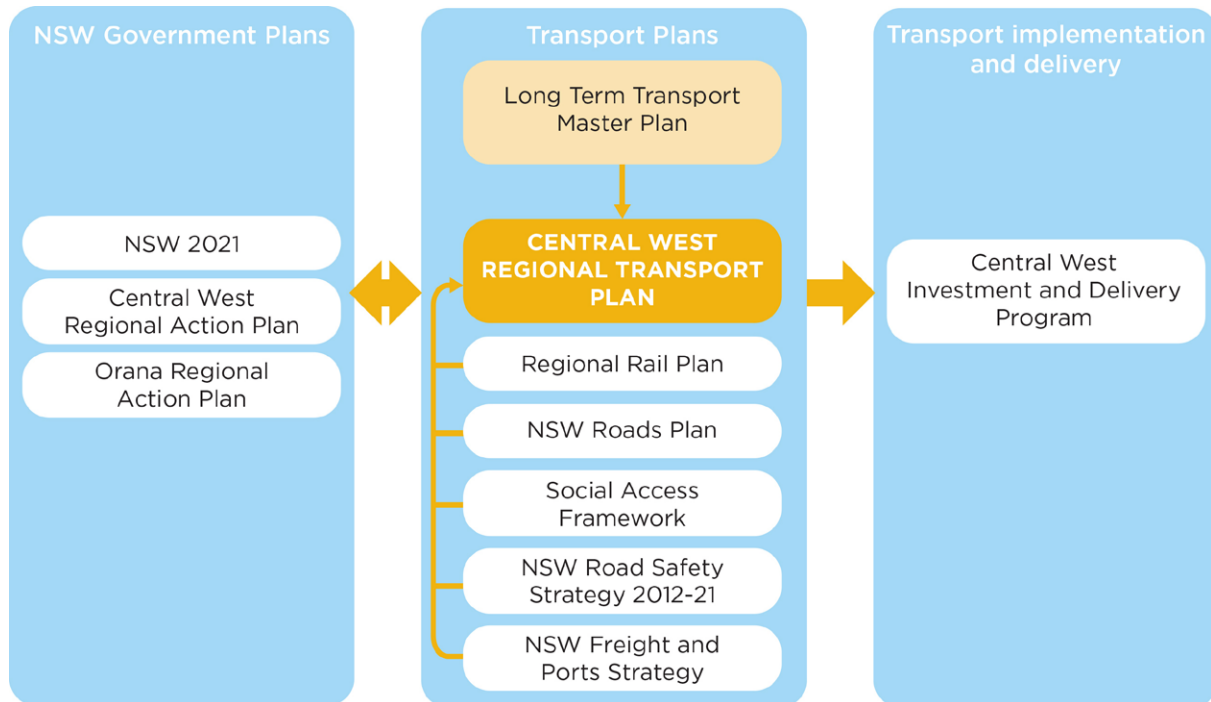 NSW Government Plans
NSW 2021
Central West
Regional Action Plan
Orana Regional
Action Plan
Transport Plans
Long Term Transport
Master Plan
CENTRAL WEST
REGIONAL TRANSPORT
PLAN
Regional Rail Plan
NSW Roads Plan
Social Access
Framework
NSW Road Safety
Strategy 2012-21
NSW Freight and
Ports Strategy
Transport implementation
and delivery
Central West
Investment and Delivery
Program